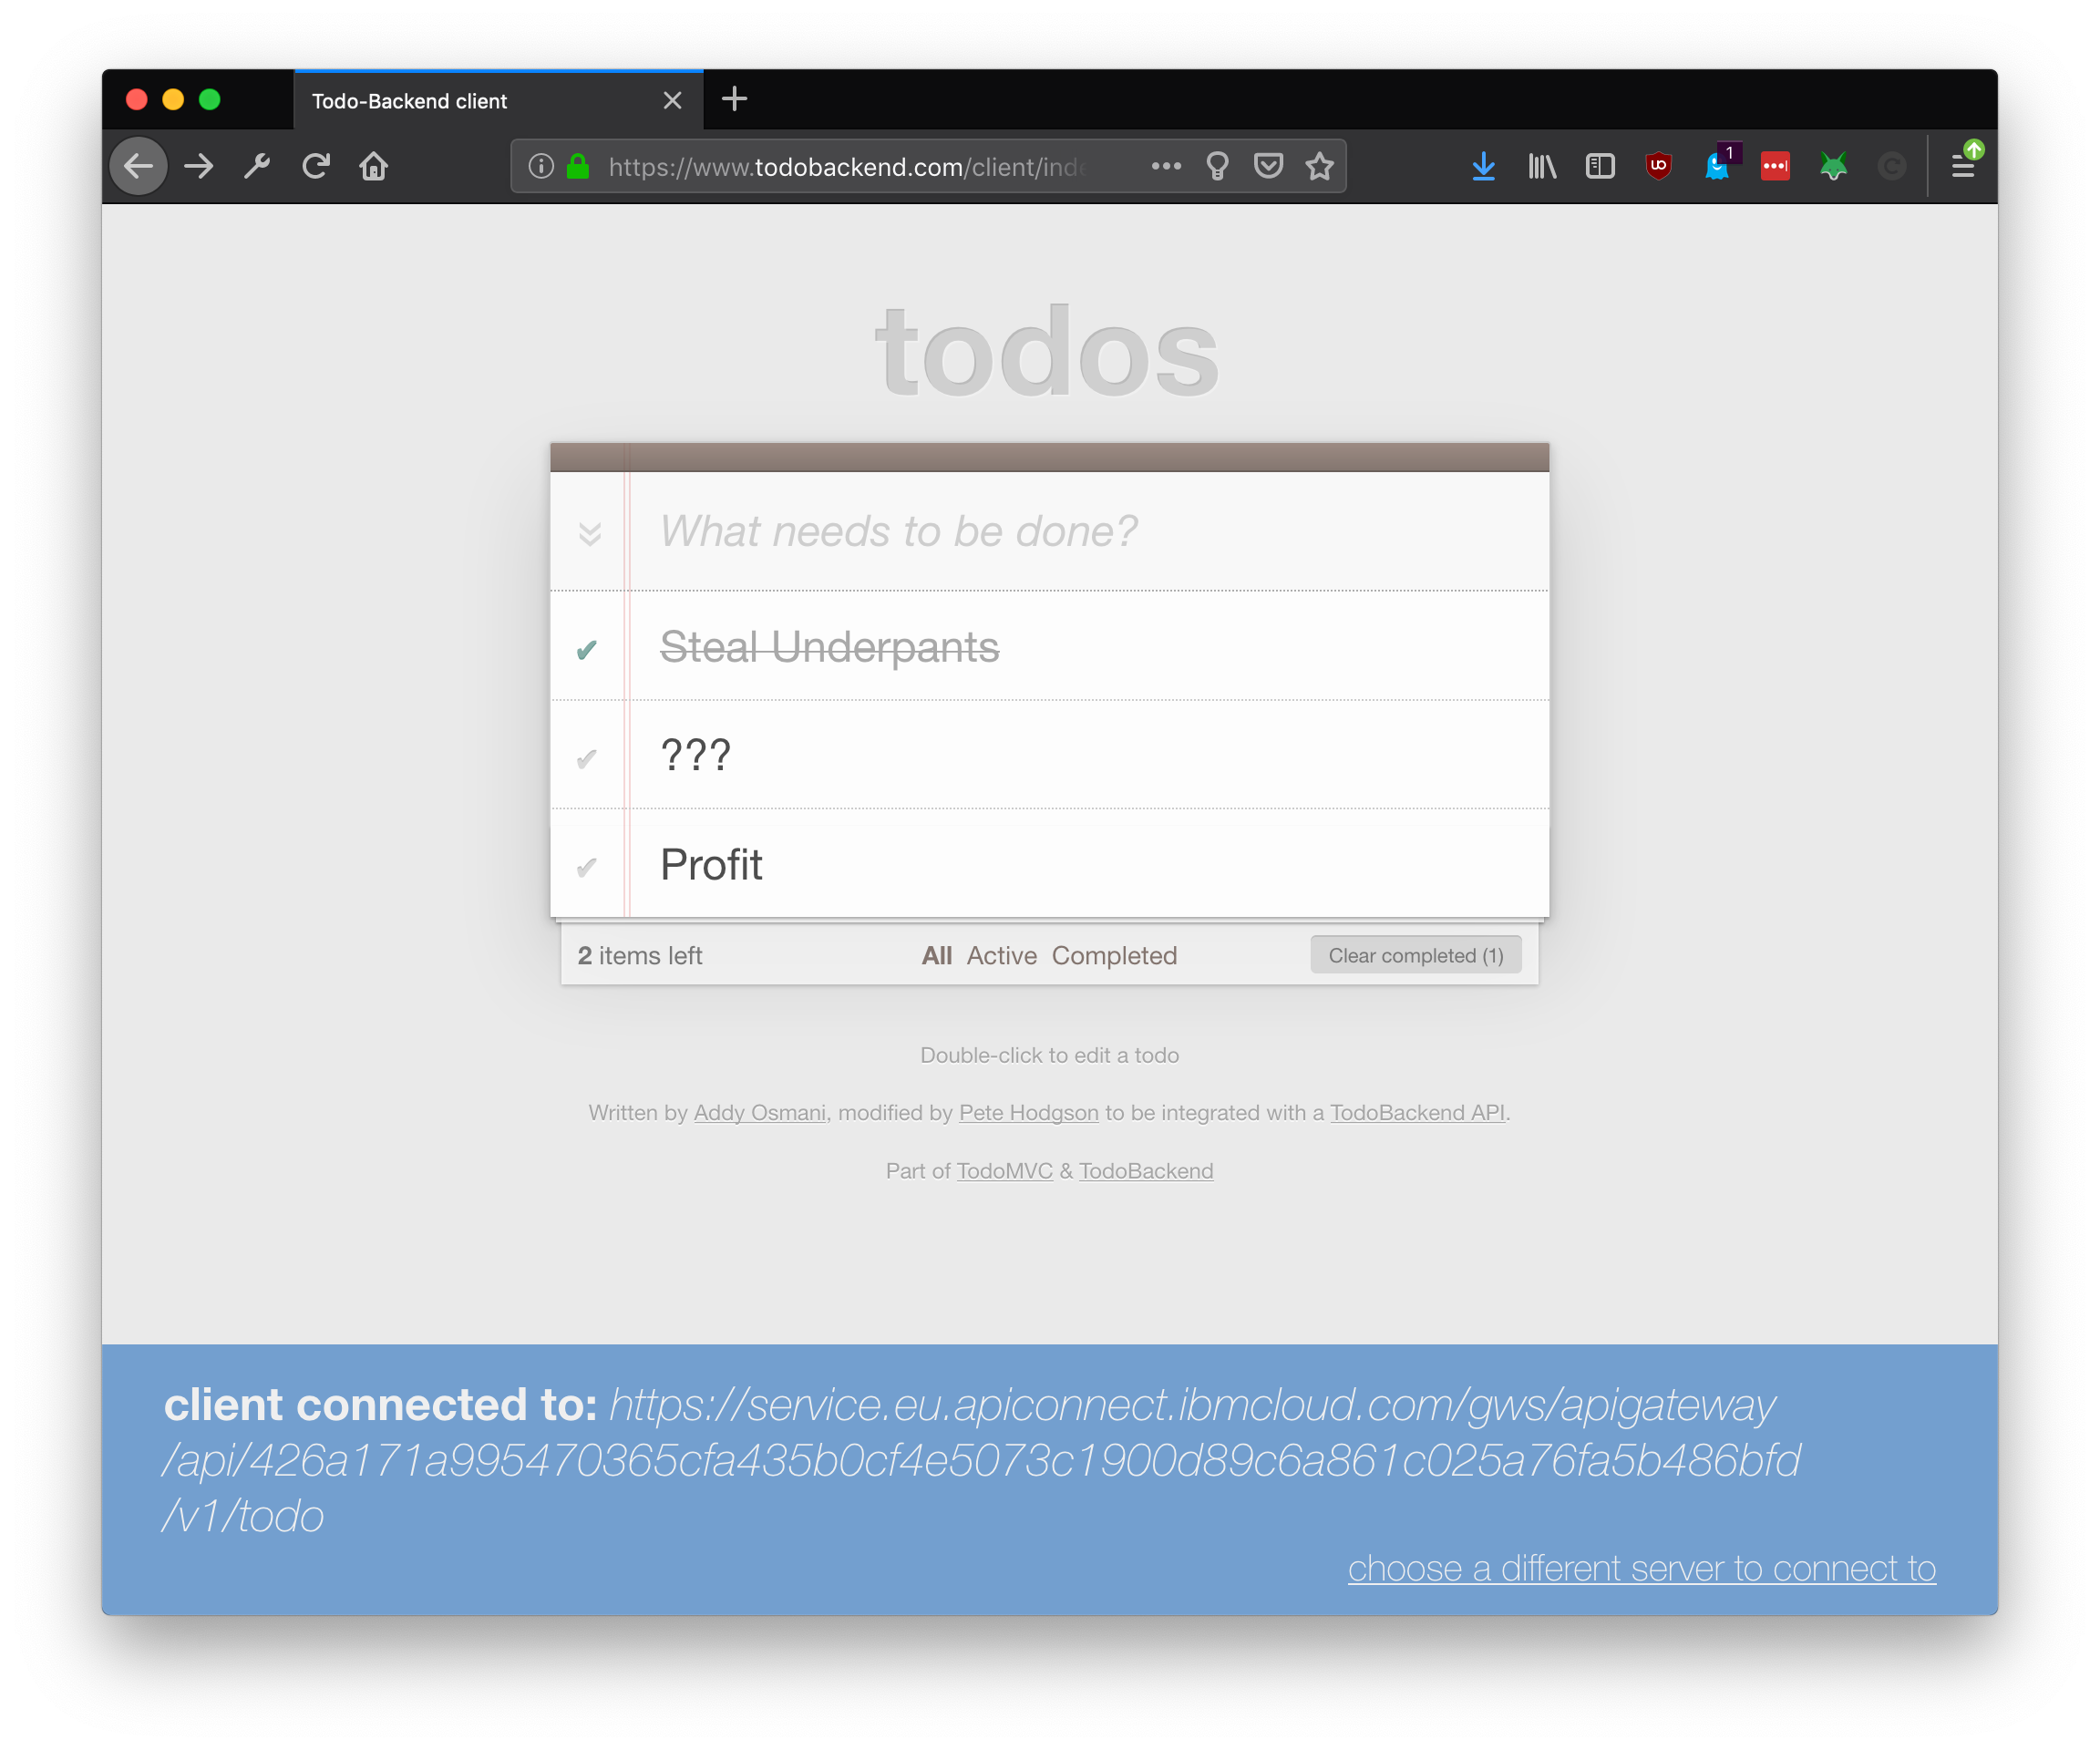 Todo-Backend client
https://www.todobackend.com/client/inde
1
todos
What needs to be done?
Steal Underpants
???
Profit
2 items left All Active Completed Clear completed (1)
Double-click to edit a todo
Written by Addy Osmani, modified by Pete Hodgson to be integrated with a TodoBackend API.
Part of TodoMVC & TodoBackend
client connected to: https://service.eu.apiconnect.ibmcloud.com/gws/apigateway
/api/426a171a995470365cfa435b0cf4e5073c1900d89c6a861c025a76fa5b486bfd
/v1/todo
choose a different server to connect to